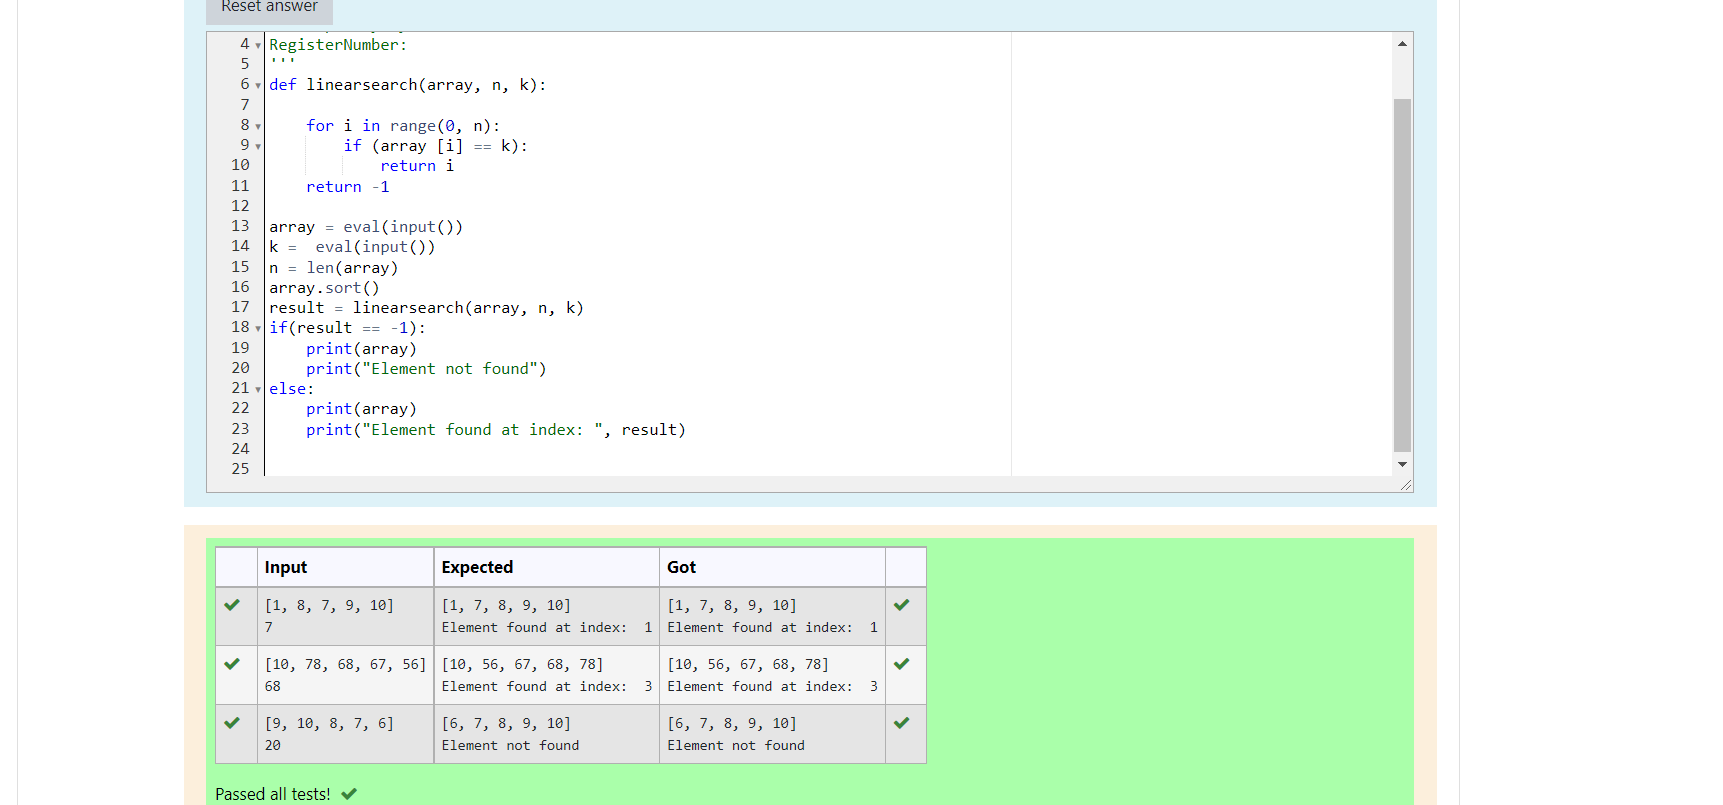 Reset answer
4 RegisterNumber:
5 '''
6 def linearsearch(array, n, k):
7
8     for i in range(0, n):
9         if (array [i] == k):
10             return i
11     return -1
12
13 array = eval(input())
14 k =  eval(input())
15 n = len(array)
16 array.sort()
17 result = linearsearch(array, n, k)
18 if(result == -1):
19     print(array)
20     print("Element not found")
21 else:
22     print(array)
23     print("Element found at index: ", result)
24
25
Input Expected Got
[1, 8, 7, 9, 10] [1, 7, 8, 9, 10] [1, 7, 8, 9, 10]
7 Element found at index:  1 Element found at index:  1
[10, 78, 68, 67, 56] [10, 56, 67, 68, 78] [10, 56, 67, 68, 78]
68 Element found at index:  3 Element found at index:  3
[9, 10, 8, 7, 6] [6, 7, 8, 9, 10] [6, 7, 8, 9, 10]
20 Element not found Element not found
Passed all tests!